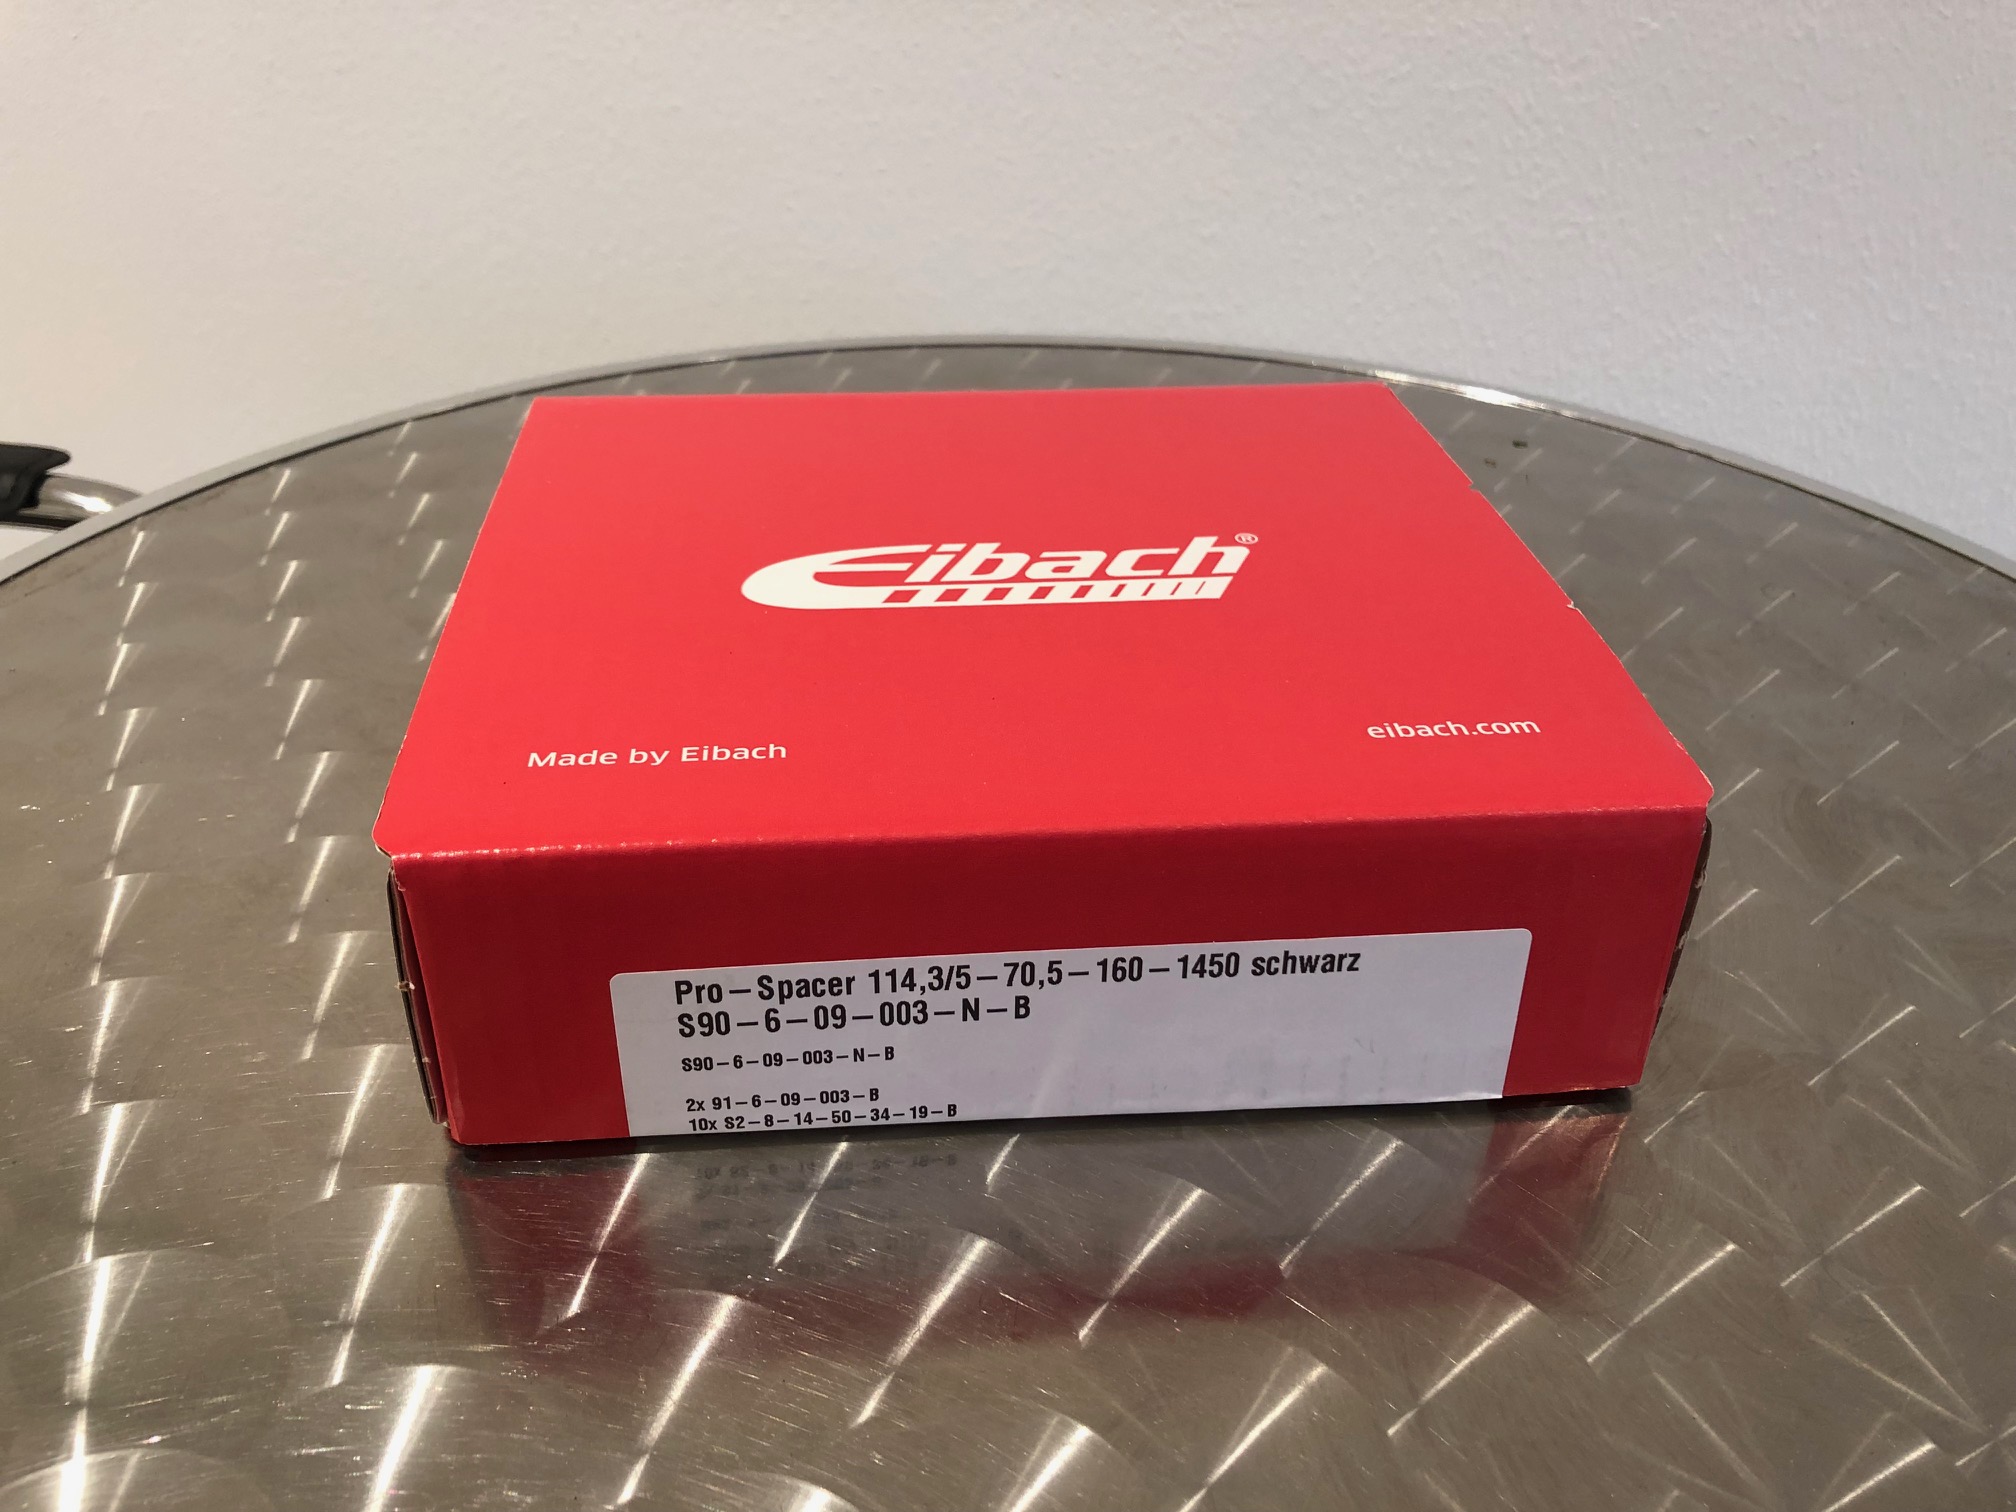 Eibach®
Made by Eibach
eibach.com
Pro-Spacer 114,3/5-70,5-160-1450 schwarz
S90-6-09-003-N-B
S90-6-09-003-N-B
2x 91-6-09-003-B
10x S2-8-14-50-34-19-B